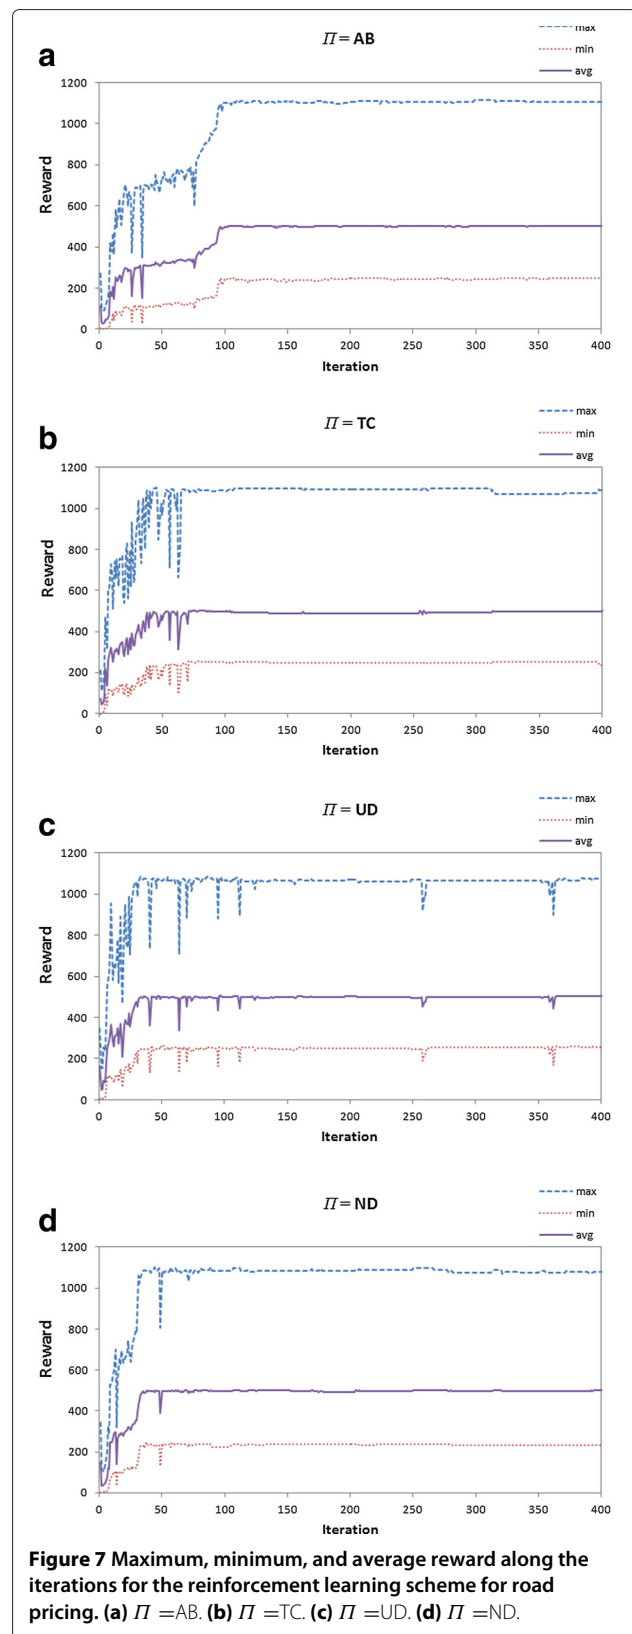 a
Π = AB
max
min
avg
1200
1000
800
600
400
200
0
Reward
0 50 100 150 200 250 300 350 400
Iteration
b
Π = TC
max
min
avg
1200
1000
800
600
400
200
0
Reward
0 50 100 150 200 250 300 350 400
Iteration
c
Π = UD
max
min
avg
1200
1000
800
600
400
200
0
Reward
0 50 100 150 200 250 300 350 400
Iteration
d
Π = ND
max
min
avg
1200
1000
800
600
400
200
0
Reward
0 50 100 150 200 250 300 350 400
Iteration
Figure 7 Maximum, minimum, and average reward along the
iterations for the reinforcement learning scheme for road
pricing. (a) Π =AB. (b) Π =TC. (c) Π =UD. (d) Π =ND.